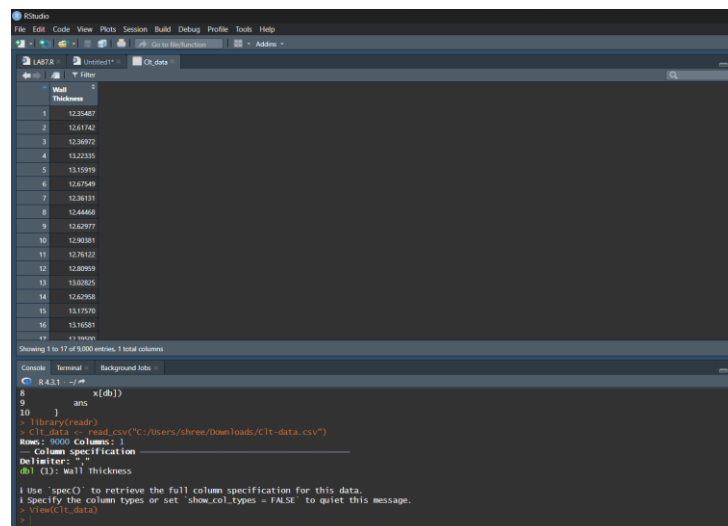 RStudio
File Edit Code View Plots Session Build Debug Profile Tools Help
Go to file/function Addins
LAB7.R Untitled1* Clt_data
Filter
Wall
Thickness
1 12.35487
2 12.61742
3 12.36972
4 13.22335
5 13.15919
6 12.67549
7 12.36131
8 12.44468
9 12.62977
10 12.90381
11 12.76122
12 12.80959
13 13.02825
14 12.62958
15 13.17570
16 13.16581
17 12.39500
Showing 1 to 17 of 9,000 entries, 1 total columns
Console Terminal Background Jobs
R 4.3.1 · ~/
8 x[db])
9 ans
10 }
> library(readr)
> Clt_data <- read_csv("C:/Users/shree/Downloads/Clt-data.csv")
Rows: 9000 Columns: 1
── Column specification ──
Delimiter: ","
dbl (1): Wall Thickness
ℹ Use `spec()` to retrieve the full column specification for this data.
ℹ Specify the column types or set `show_col_types = FALSE` to quiet this message.
> View(Clt_data)
>